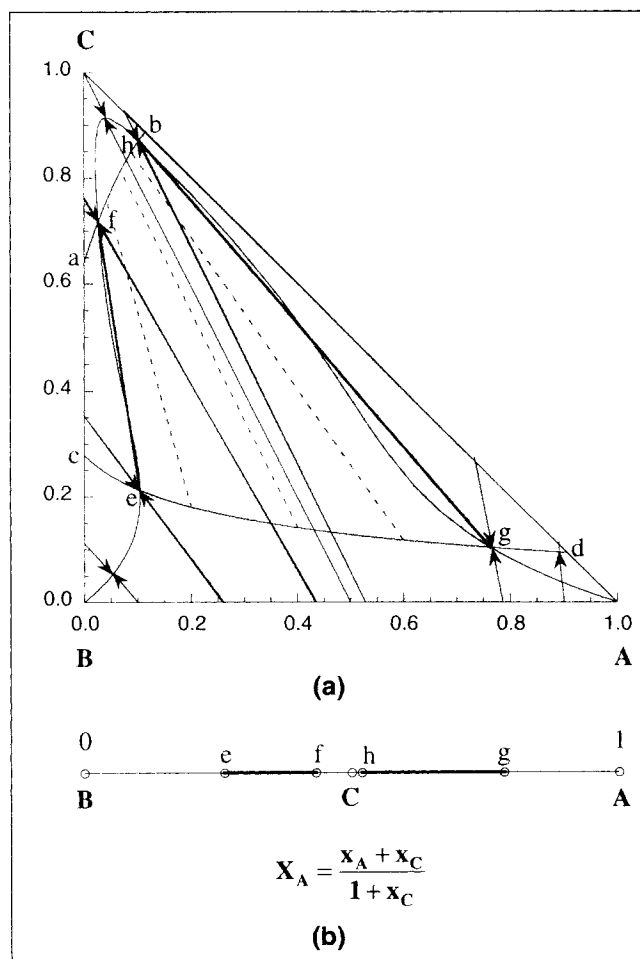 C
1.0
b
h
0.8
f
a
0.6
0.4
c
e
0.2
g
d
0.0
0.0 0.2 0.4 0.6 0.8 1.0
B A
(a)
0 e f h g 1
B C A
X_A = (x_A + x_C) / (1 + x_C)
(b)